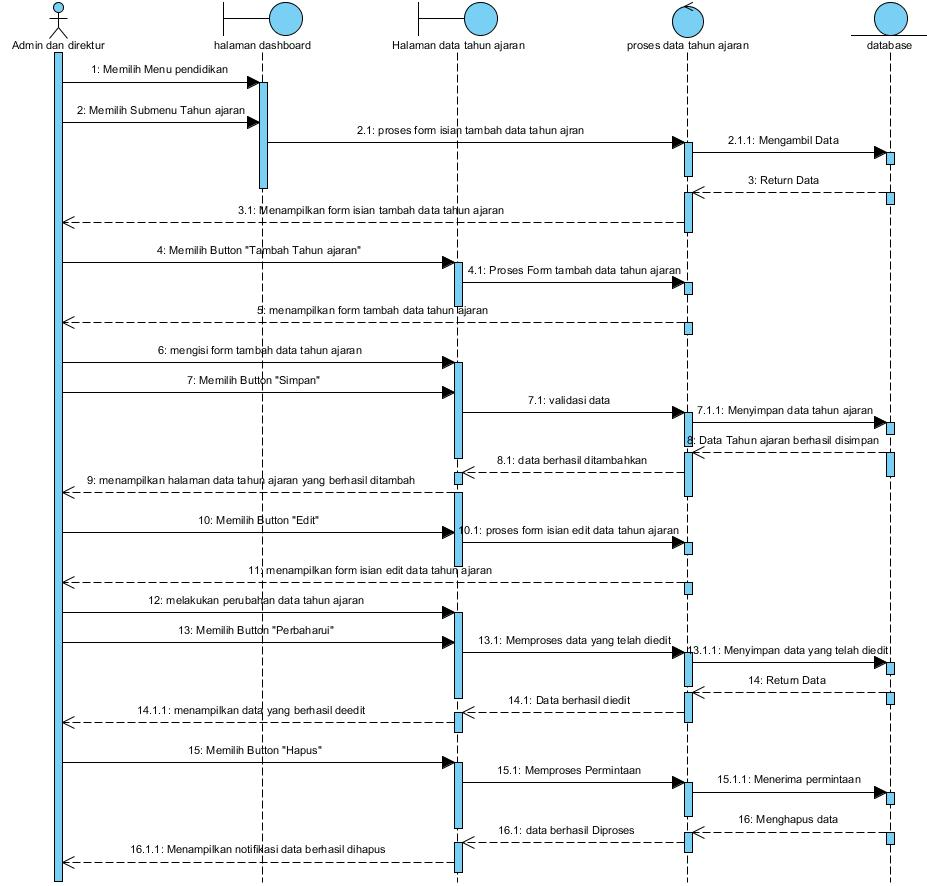 Admin dan direktur
halaman dashboard
Halaman data tahun ajaran
proses data tahun ajaran
database
1: Memilih Menu pendidikan
2: Memilih Submenu Tahun ajaran
2.1: proses form isian tambah data tahun ajran
2.1.1: Mengambil Data
3: Return Data
3.1: Menampilkan form isian tambah data tahun ajaran
4: Memilih Button "Tambah Tahun ajaran"
4.1: Proses Form tambah data tahun ajaran
5: menampilkan form tambah data tahun ajaran
6: mengisi form tambah data tahun ajaran
7: Memilih Button "Simpan"
7.1: validasi data
7.1.1: Menyimpan data tahun ajaran
8: Data Tahun ajaran berhasil disimpan
8.1: data berhasil ditambahkan
9: menampilkan halaman data tahun ajaran yang berhasil ditambah
10: Memilih Button "Edit"
10.1: proses form isian edit data tahun ajaran
11: menampilkan form isian edit data tahun ajaran
12: melakukan perubahan data tahun ajaran
13: Memilih Button "Perbaharui"
13.1: Memproses data yang telah diedit
13.1.1: Menyimpan data yang telah diedit
14: Return Data
14.1: Data berhasil diedit
14.1.1: menampilkan data yang berhasil deedit
15: Memilih Button "Hapus"
15.1: Memproses Permintaan
15.1.1: Menerima permintaan
16: Menghapus data
16.1: data berhasil Diproses
16.1.1: Menampilkan notifikasi data berhasil dihapus